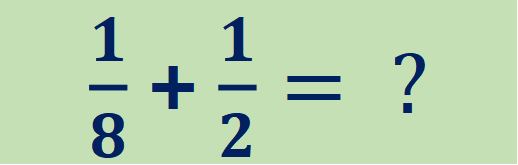 1/8 + 1/2 = ?